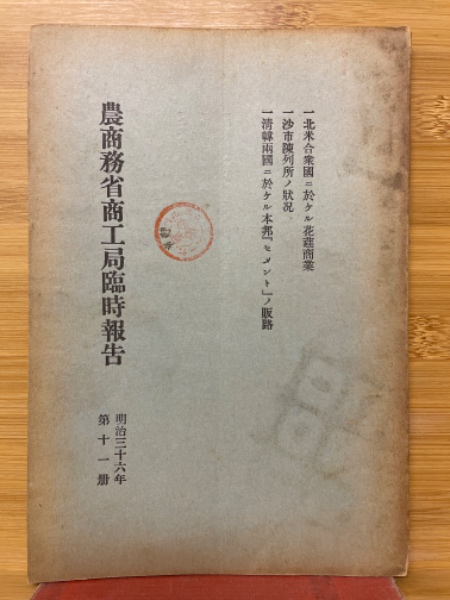 一北米合衆國ニ於ケル花莚商業
一沙市陳列所ノ狀况
一清韓兩國ニ於ケル本邦「セメント」ノ販路
農商務省商工局臨時報告
明治三十六年
第十一册